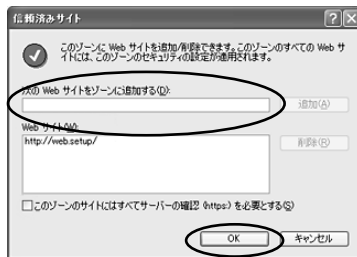 信頼済みサイト
このゾーンに Web サイトを追加/削除できます。このゾーンのすべての Web サ
イトには、このゾーンのセキュリティの設定が適用されます。
次の Web サイトをゾーンに追加する(D):
追加(A)
Web サイト(W):
http://web.setup/
削除(R)
このゾーンのサイトにはすべてサーバーの確認 (https:) を必要とする(S)
OK
キャンセル